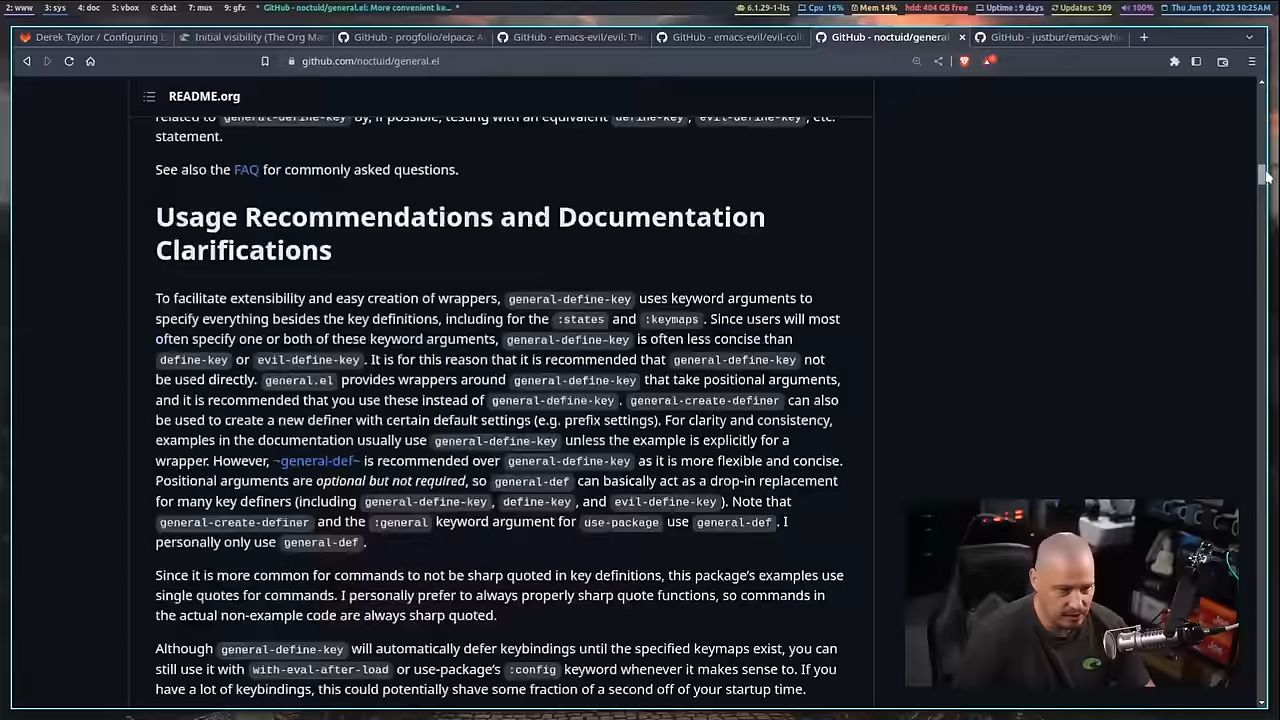 2: www 3: sys 4: doc 5: vbox 6: chat 7: mus 9: gfx * GitHub - noctuid/general.el: More convenient ke... * 6.1.29-1-lts Cpu 16% Mem 14% hdd: 404 GB free Uptime : 9 days Updates: 309 100% Thu Jun 01, 2023 10:25AM
Derek Taylor / Configuring E Initial visibility (The Org Man GitHub - progfolio/elpaca: A GitHub - emacs-evil/evil: The GitHub - emacs-evil/evil-coll GitHub - noctuid/general GitHub - justbur/emacs-whi
github.com/noctuid/general.el
README.org
related to general-define-key by, if possible, testing with an equivalent define-key, evil-define-key, etc.
statement.
See also the FAQ for commonly asked questions.
Usage Recommendations and Documentation
Clarifications
To facilitate extensibility and easy creation of wrappers, general-define-key uses keyword arguments to
specify everything besides the key definitions, including for the :states and :keymaps. Since users will most
often specify one or both of these keyword arguments, general-define-key is often less concise than
define-key or evil-define-key. It is for this reason that it is recommended that general-define-key not
be used directly. general.el provides wrappers around general-define-key that take positional arguments,
and it is recommended that you use these instead of general-define-key. general-create-definer can also
be used to create a new definer with certain default settings (e.g. prefix settings). For clarity and consistency,
examples in the documentation usually use general-define-key unless the example is explicitly for a
wrapper. However, ~general-def~ is recommended over general-define-key as it is more flexible and concise.
Positional arguments are optional but not required, so general-def can basically act as a drop-in replacement
for many key definers (including general-define-key, define-key, and evil-define-key). Note that
general-create-definer and the :general keyword argument for use-package use general-def. I
personally only use general-def.
Since it is more common for commands to not be sharp quoted in key definitions, this package's examples use
single quotes for commands. I personally prefer to always properly sharp quote functions, so commands in
the actual non-example code are always sharp quoted.
Although general-define-key will automatically defer keybindings until the specified keymaps exist, you can
still use it with with-eval-after-load or use-package's :config keyword whenever it makes sense to. If you
have a lot of keybindings, this could potentially shave some fraction of a second off of your startup time.